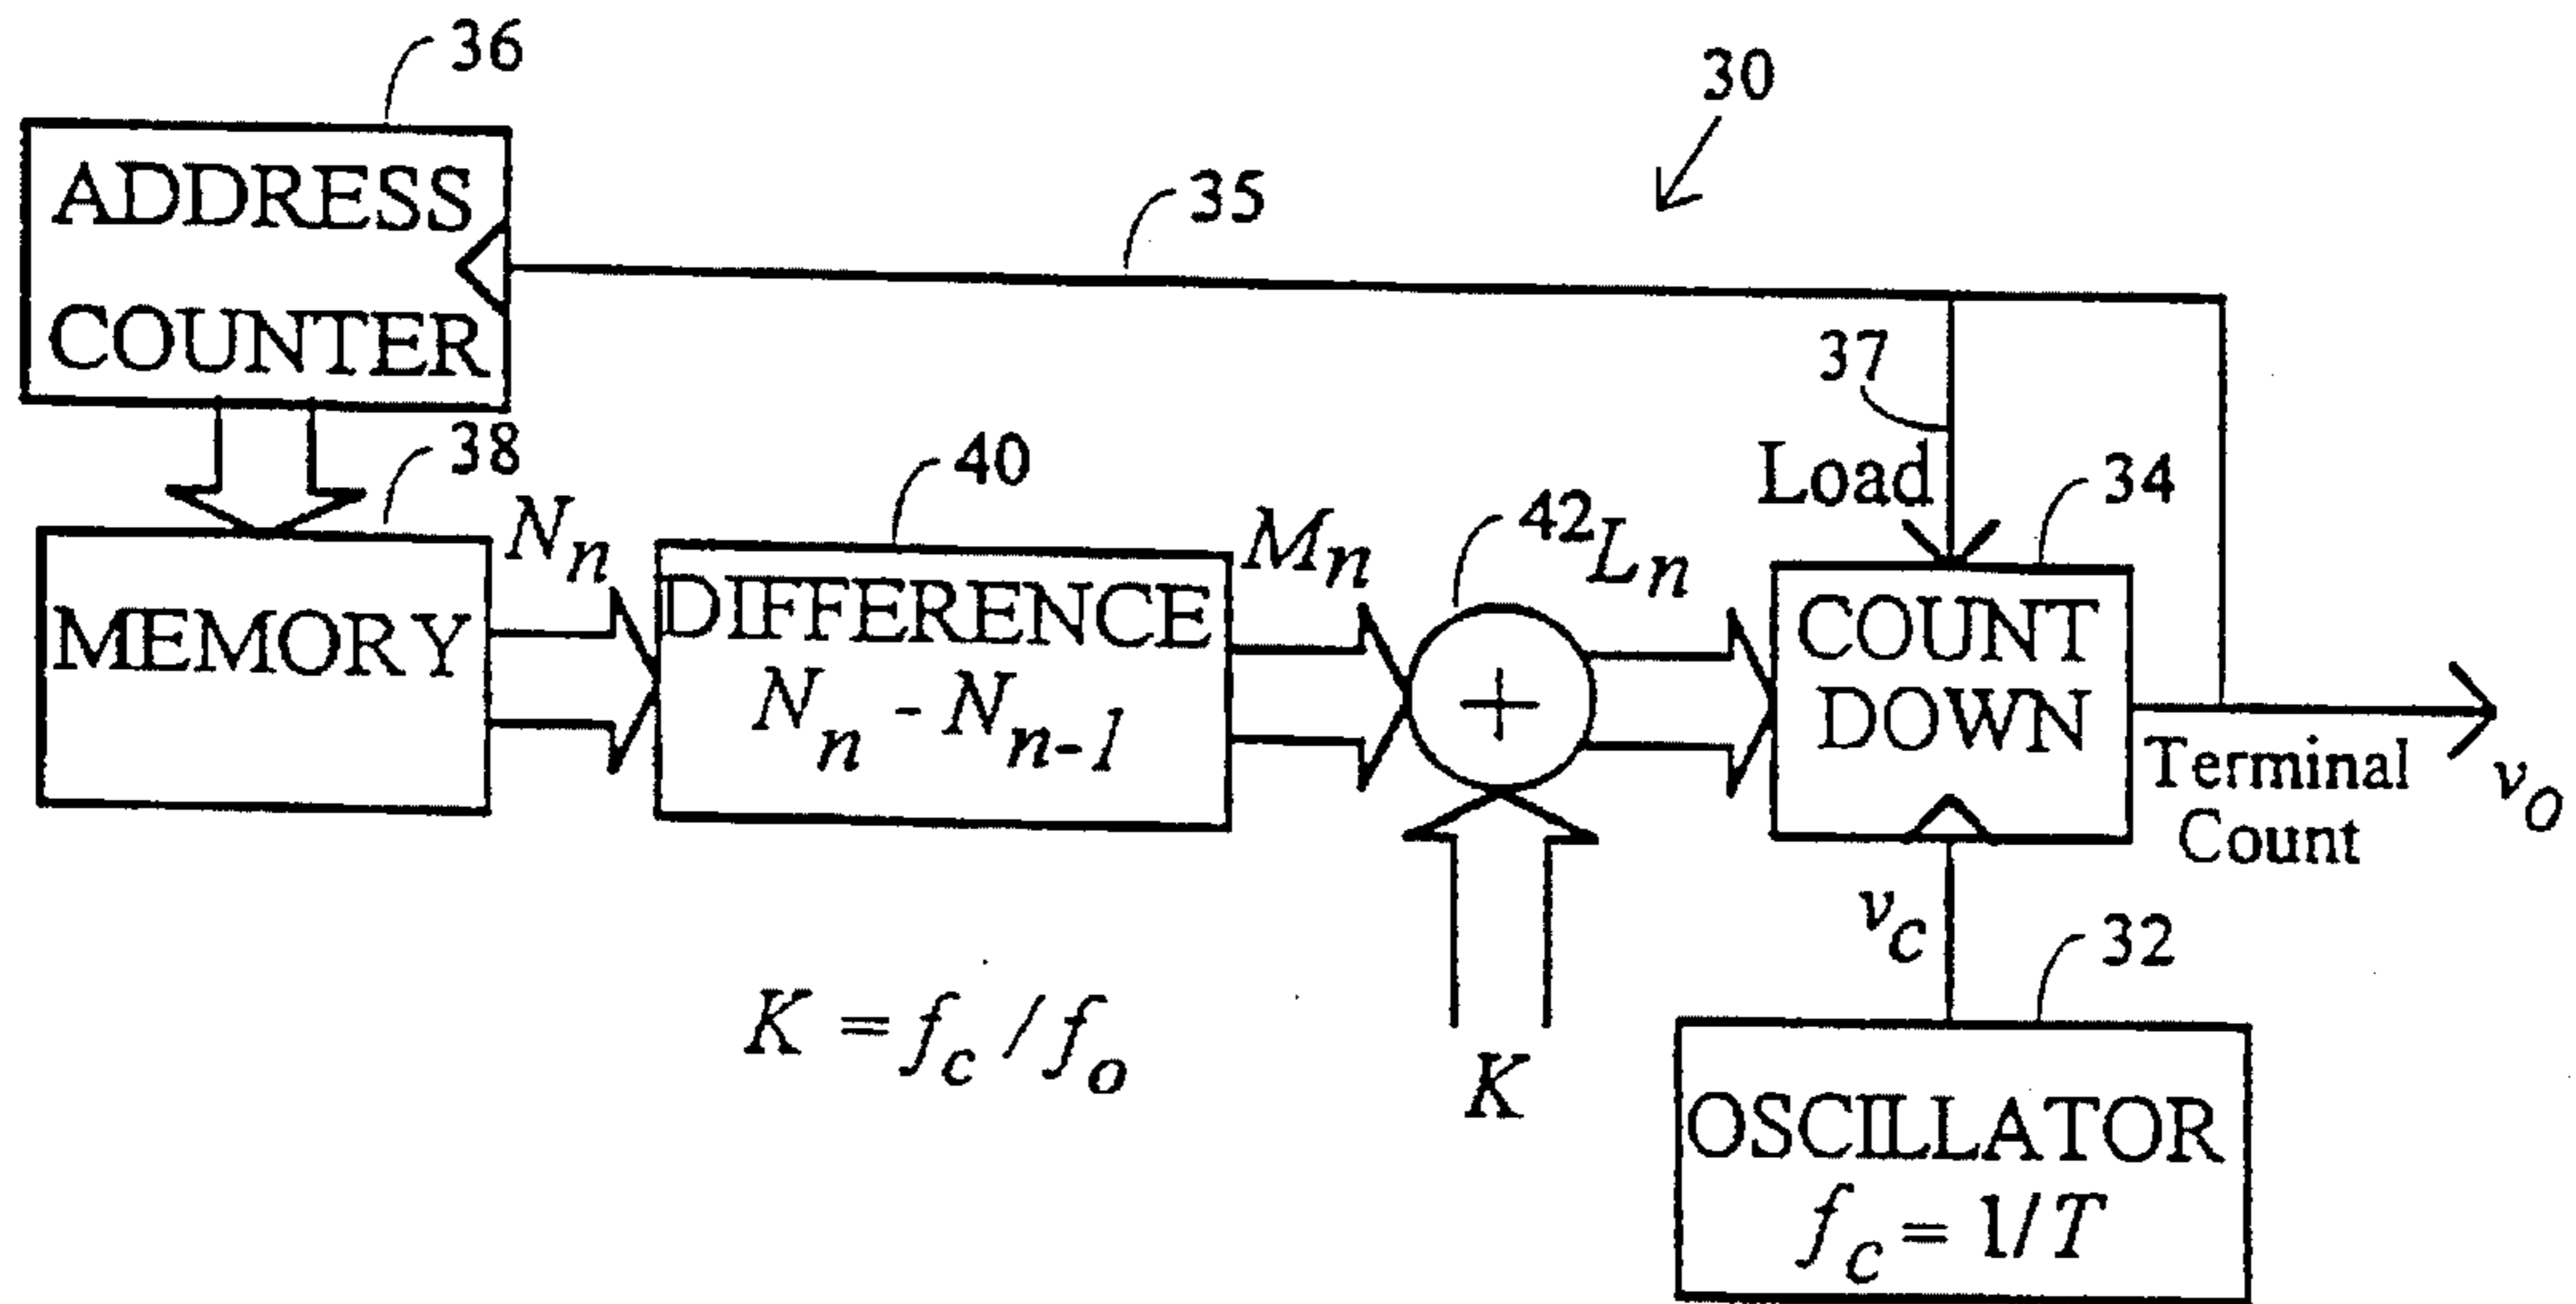 36
30
ADDRESS
COUNTER
35
37
Load
38
40
42
34
N_n
M_n
L_n
MEMORY
DIFFERENCE
N_n - N_{n-1}
+
COUNT
DOWN
Terminal
Count
v_o
v_c
32
K = f_c / f_o
K
OSCILLATOR
f_c = 1/T